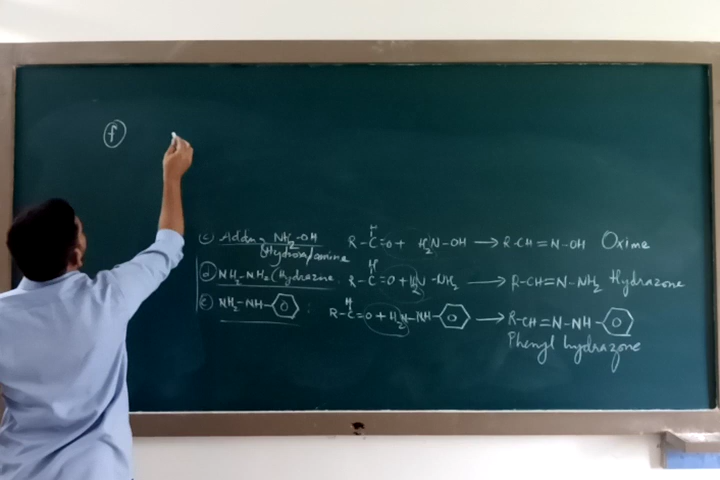 (f)
(c) Addn - NH2-OH (Hydroxylamine R-C=O + H2N-OH → R-CH=N-OH Oxime
H
(d) NH2-NH2 (Hydrazine R-C=O + H2N-NH2 → R-CH=N-NH2 Hydrazone
H
(e) NH2-NH- : R-C=O + H2N-NH- → R-CH=N-NH-
H
Phenyl hydrazone